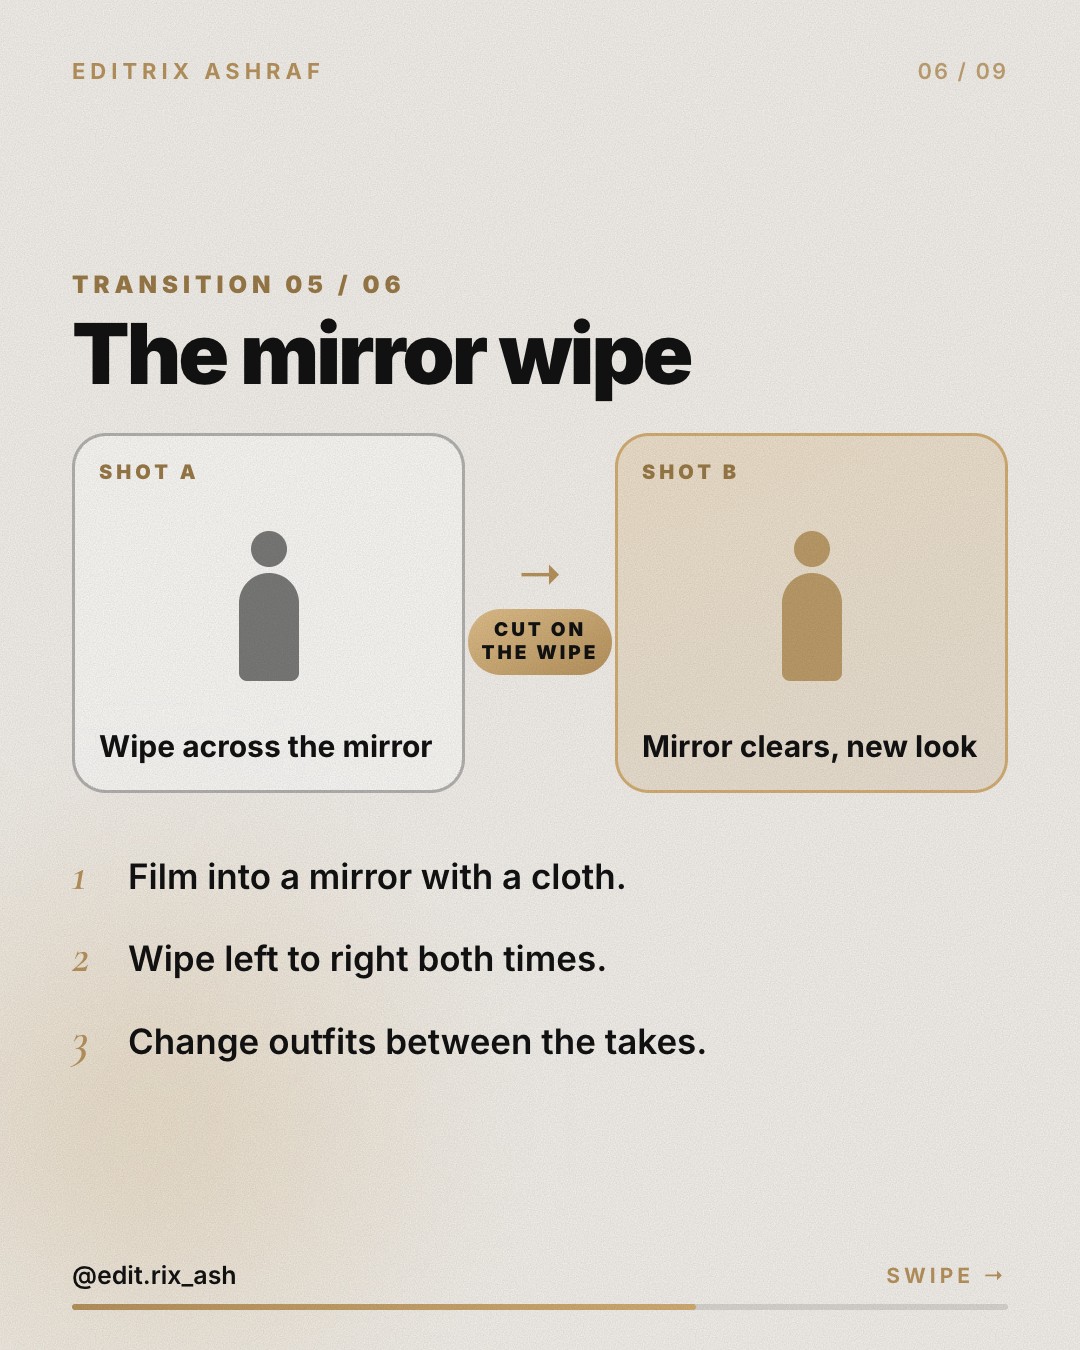 EDITRIX ASHRAF
06 / 09
TRANSITION 05 / 06
The mirror wipe
SHOT A
Wipe across the mirror
→
CUT ON
THE WIPE
SHOT B
Mirror clears, new look
1 Film into a mirror with a cloth.
2 Wipe left to right both times.
3 Change outfits between the takes.
@edit.rix_ash
SWIPE →